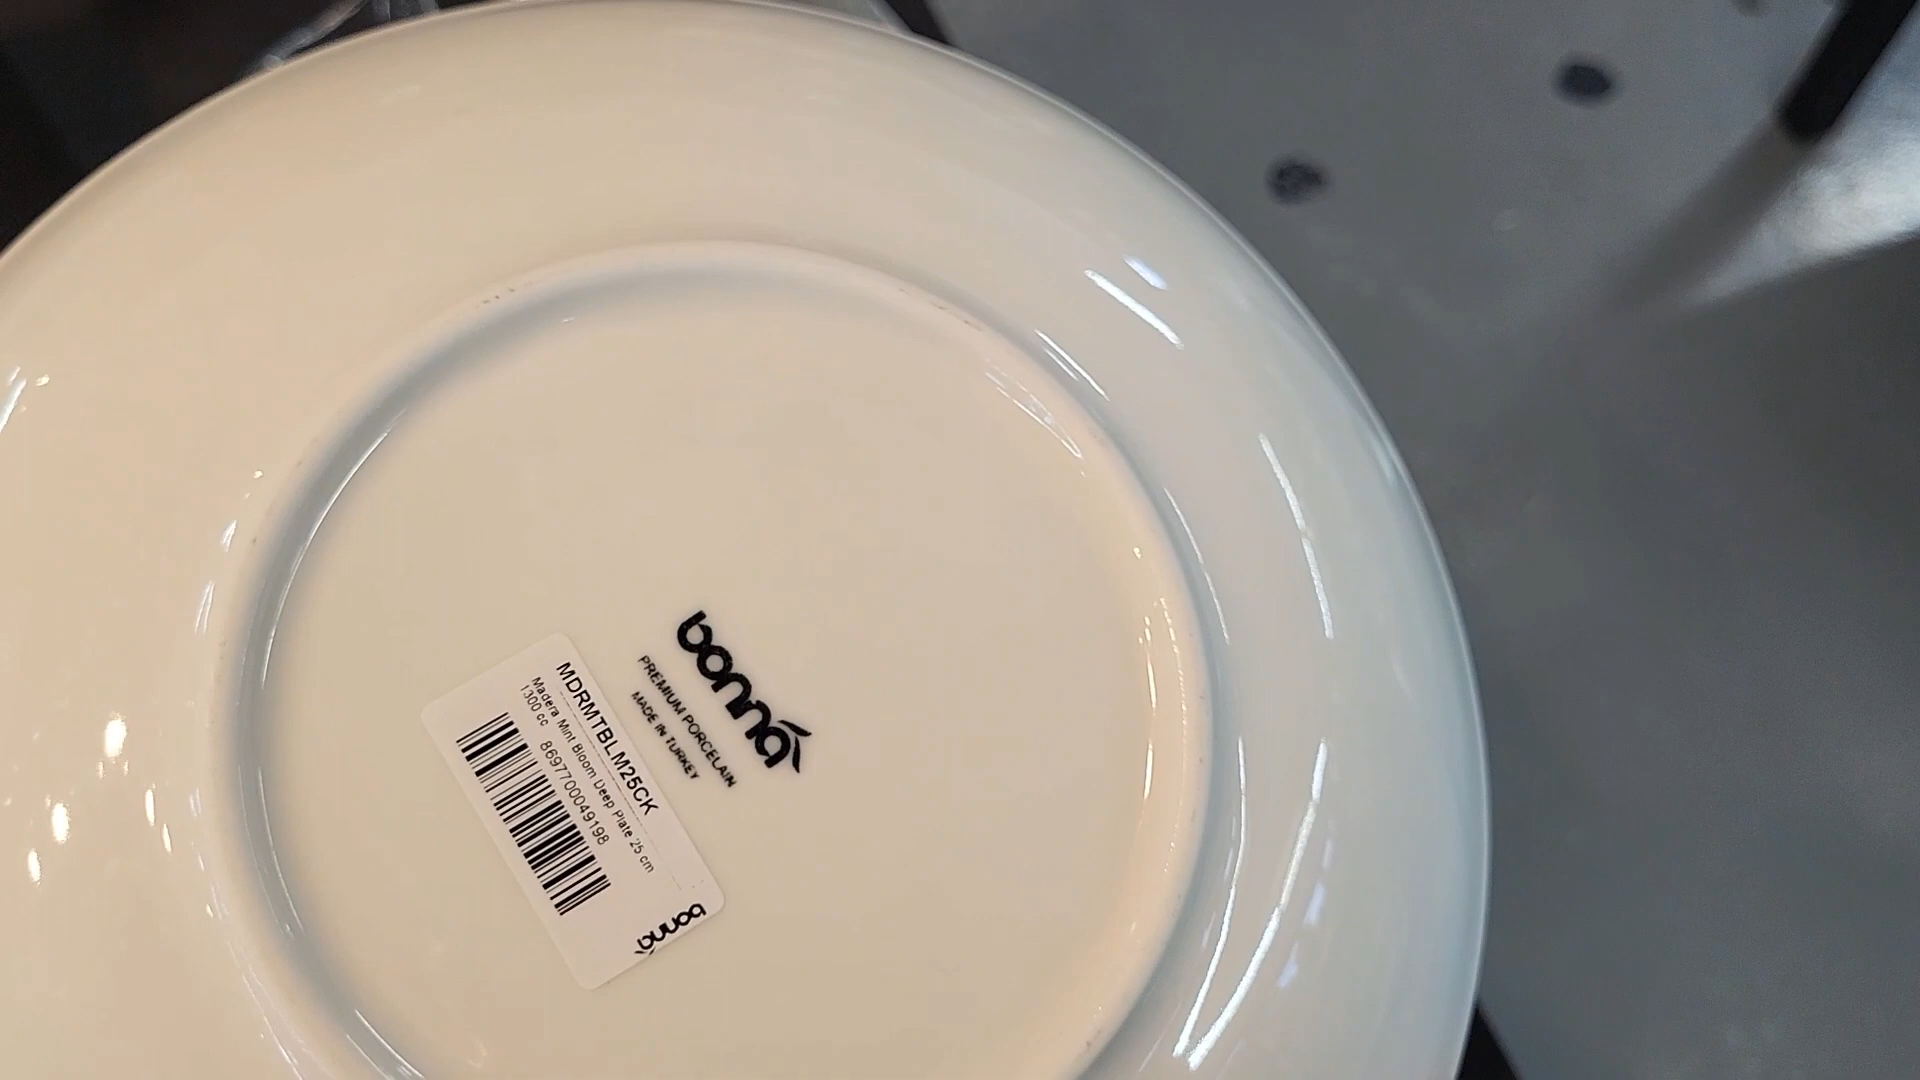 bonna
PREMIUM PORCELAIN
MADE IN TURKEY
MDRMTBLM25CK
Madera Mint Bloom Deep Plate 25 cm
1300 cc 8697700049198
bonna